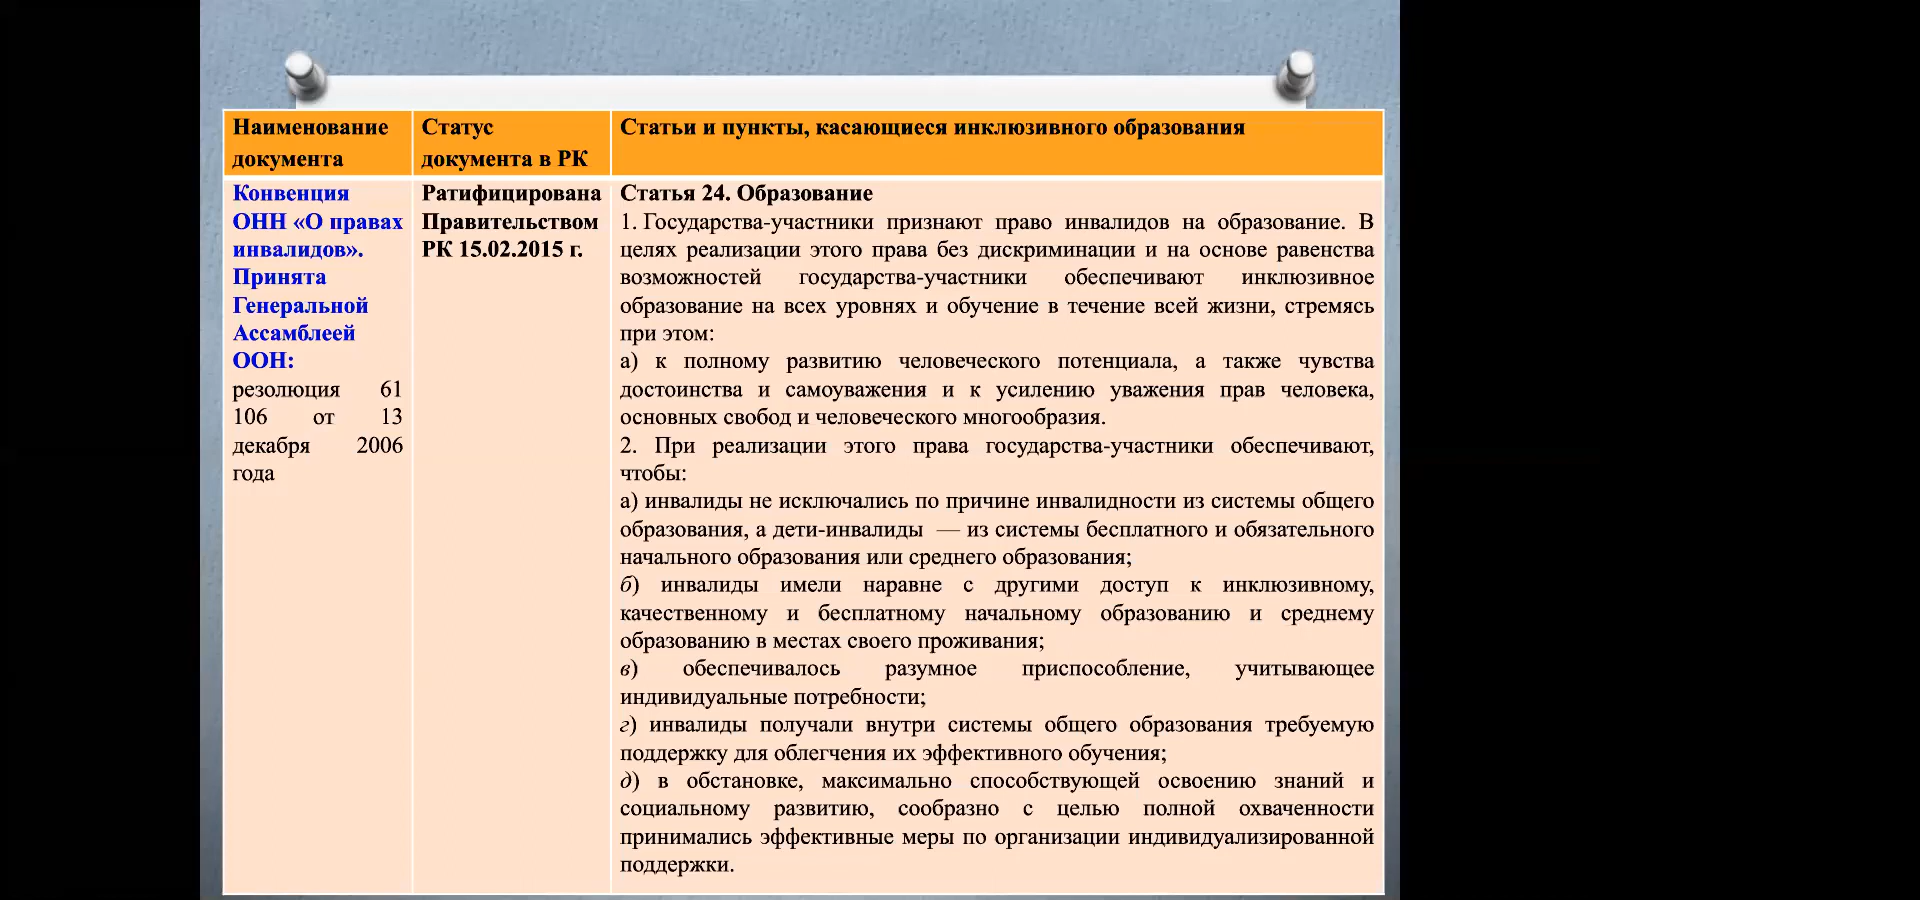 Наименование
документа
Статус
документа в РК
Статьи и пункты, касающиеся инклюзивного образования
Конвенция
ОНН «О правах
инвалидов».
Принята
Генеральной
Ассамблеей
ООН:
резолюция 61
106 от 13
декабря 2006
года
Ратифицирована
Правительством
РК 15.02.2015 г.
Статья 24. Образование
1. Государства-участники признают право инвалидов на образование. В
целях реализации этого права без дискриминации и на основе равенства
возможностей государства-участники обеспечивают инклюзивное
образование на всех уровнях и обучение в течение всей жизни, стремясь
при этом:
а) к полному развитию человеческого потенциала, а также чувства
достоинства и самоуважения и к усилению уважения прав человека,
основных свобод и человеческого многообразия.
2. При реализации этого права государства-участники обеспечивают,
чтобы:
а) инвалиды не исключались по причине инвалидности из системы общего
образования, а дети-инвалиды — из системы бесплатного и обязательного
начального образования или среднего образования;
б) инвалиды имели наравне с другими доступ к инклюзивному,
качественному и бесплатному начальному образованию и среднему
образованию в местах своего проживания;
в) обеспечивалось разумное приспособление, учитывающее
индивидуальные потребности;
г) инвалиды получали внутри системы общего образования требуемую
поддержку для облегчения их эффективного обучения;
д) в обстановке, максимально способствующей освоению знаний и
социальному развитию, сообразно с целью полной охваченности
принимались эффективные меры по организации индивидуализированной
поддержки.